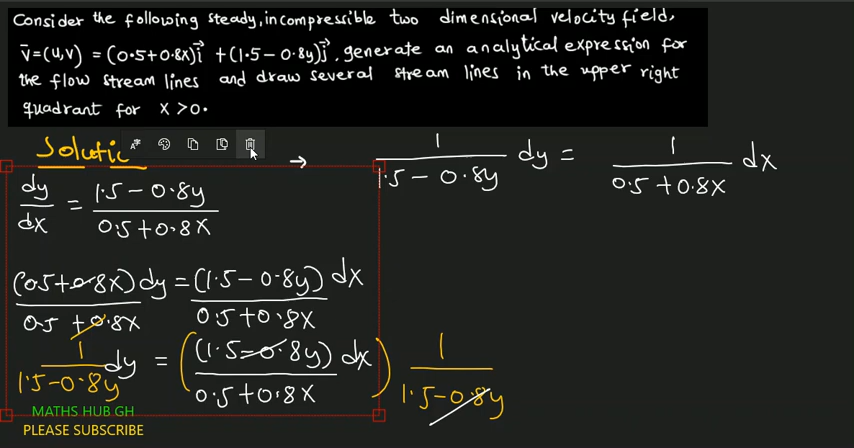 Consider the following steady, incompressible two dimensional velocity field,
v⃗=(u,v) = (0.5+0.8x)i⃗ +(1.5-0.8y)j⃗, generate an analytical expression for
the flow stream lines and draw several stream lines in the upper right
quadrant for x >0.
Solutio
dy/dx = (1.5-0.8y)/(0.5+0.8x)
→ 1/(1.5-0.8y) dy = 1/(0.5+0.8x) dx
(0.5+0.8x)/(0.5+0.8x) dy = (1.5-0.8y)/(0.5+0.8x) dx
1/(1.5-0.8y) dy = ((1.5-0.8y)/(0.5+0.8x) dx) 1/(1.5-0.8y)
MATHS HUB GH
PLEASE SUBSCRIBE